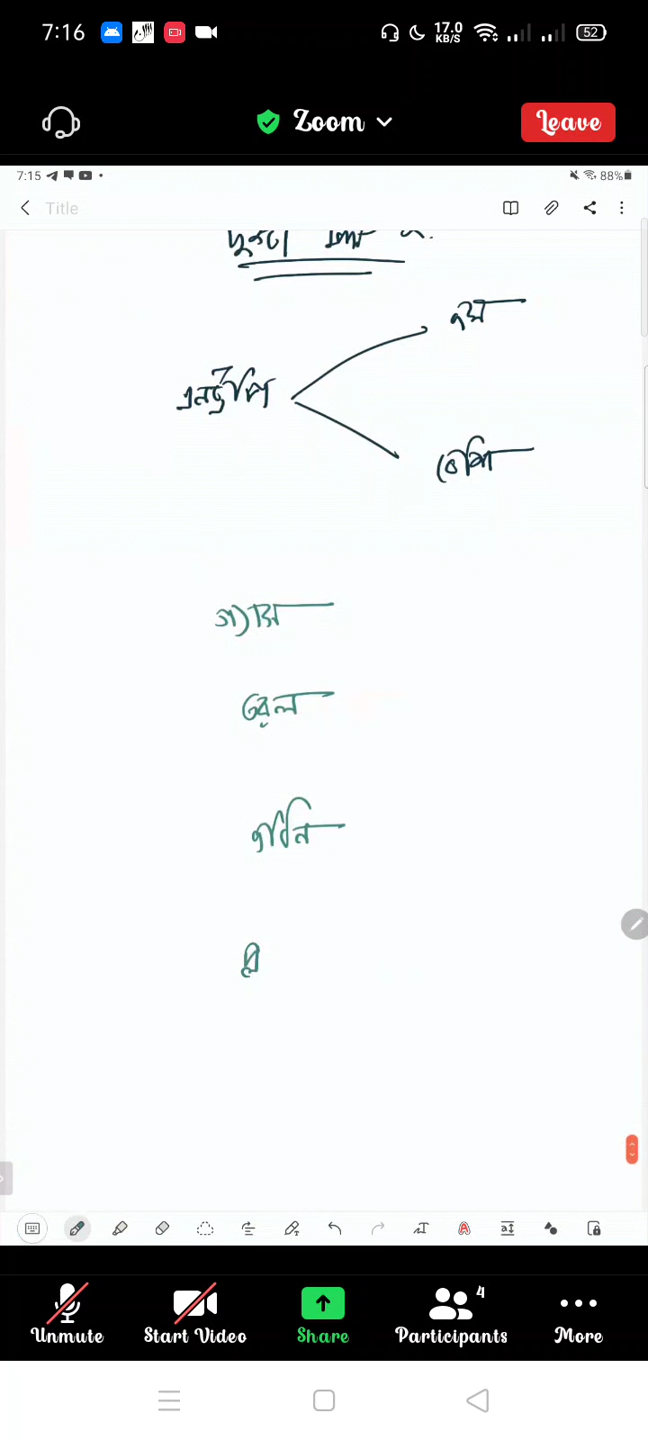 7:16
17.0 KB/S
52
Zoom
Leave
7:15
88%
Title
কম
এনট্রপি
বেশি
গ্যাস
তরল
কঠিন
Unmute
Start Video
Share
4
Participants
More